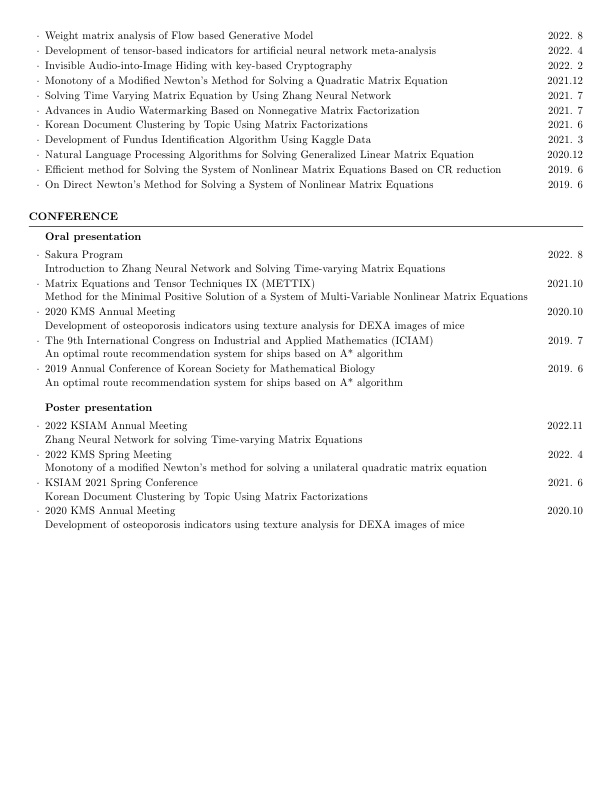 · Weight matrix analysis of Flow based Generative Model 2022. 8
· Development of tensor-based indicators for artificial neural network meta-analysis 2022. 4
· Invisible Audio-into-Image Hiding with key-based Cryptography 2022. 2
· Monotony of a Modified Newton's Method for Solving a Quadratic Matrix Equation 2021.12
· Solving Time Varying Matrix Equation by Using Zhang Neural Network 2021. 7
· Advances in Audio Watermarking Based on Nonnegative Matrix Factorization 2021. 7
· Korean Document Clustering by Topic Using Matrix Factorizations 2021. 6
· Development of Fundus Identification Algorithm Using Kaggle Data 2021. 3
· Natural Language Processing Algorithms for Solving Generalized Linear Matrix Equation 2020.12
· Efficient method for Solving the System of Nonlinear Matrix Equations Based on CR reduction 2019. 6
· On Direct Newton's Method for Solving a System of Nonlinear Matrix Equations 2019. 6
CONFERENCE
Oral presentation
· Sakura Program 2022. 8
Introduction to Zhang Neural Network and Solving Time-varying Matrix Equations
· Matrix Equations and Tensor Techniques IX (METTIX) 2021.10
Method for the Minimal Positive Solution of a System of Multi-Variable Nonlinear Matrix Equations
· 2020 KMS Annual Meeting 2020.10
Development of osteoporosis indicators using texture analysis for DEXA images of mice
· The 9th International Congress on Industrial and Applied Mathematics (ICIAM) 2019. 7
An optimal route recommendation system for ships based on A* algorithm
· 2019 Annual Conference of Korean Society for Mathematical Biology 2019. 6
An optimal route recommendation system for ships based on A* algorithm
Poster presentation
· 2022 KSIAM Annual Meeting 2022.11
Zhang Neural Network for solving Time-varying Matrix Equations
· 2022 KMS Spring Meeting 2022. 4
Monotony of a modified Newton's method for solving a unilateral quadratic matrix equation
· KSIAM 2021 Spring Conference 2021. 6
Korean Document Clustering by Topic Using Matrix Factorizations
· 2020 KMS Annual Meeting 2020.10
Development of osteoporosis indicators using texture analysis for DEXA images of mice